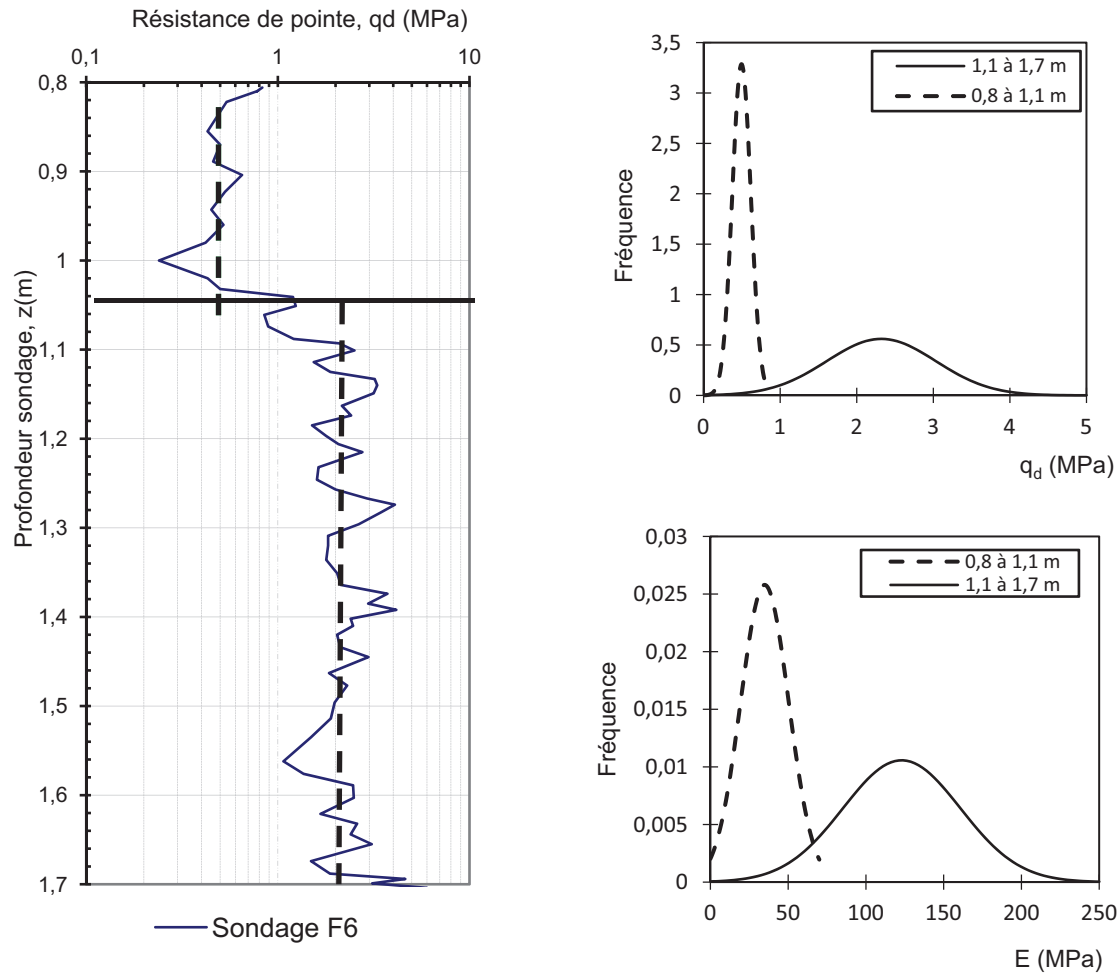 Résistance de pointe, qd (MPa)
0,1 1 10
Profondeur sondage, z(m)
0.8
0,9
1
1,1
1,2
1,3
1,4
1,5
1,6
1,7
Sondage F6
Fréquence
3,5
3
2,5
2
1,5
1
0,5
0
1,1 à 1,7 m
0,8 à 1,1 m
0 1 2 3 4 5
qd (MPa)
Fréquence
0,03
0,025
0,02
0,015
0,01
0,005
0
0,8 à 1,1 m
1,1 à 1,7 m
0 50 100 150 200 250
E (MPa)